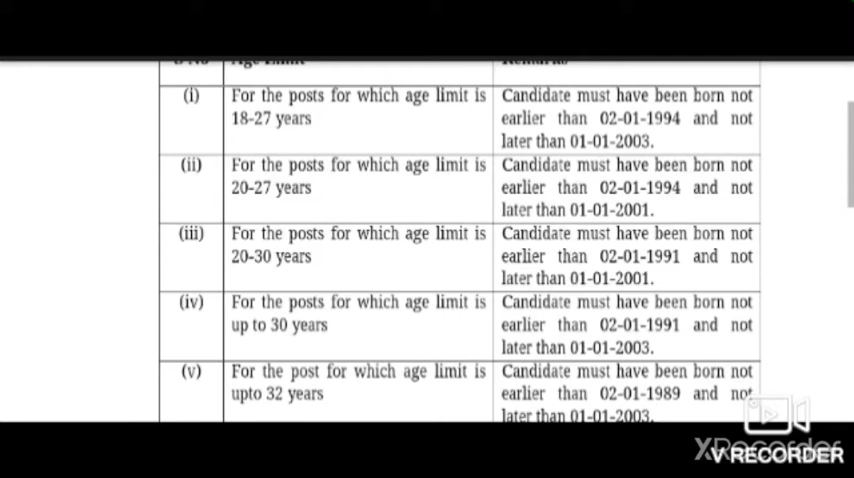 S No Age Limit Remarks
(i) For the posts for which age limit is Candidate must have been born not
18-27 years earlier than 02-01-1994 and not
later than 01-01-2003.
(ii) For the posts for which age limit is Candidate must have been born not
20-27 years earlier than 02-01-1994 and not
later than 01-01-2001.
(iii) For the posts for which age limit is Candidate must have been born not
20-30 years earlier than 02-01-1991 and not
later than 01-01-2001.
(iv) For the posts for which age limit is Candidate must have been born not
up to 30 years earlier than 02-01-1991 and not
later than 01-01-2003.
(v) For the post for which age limit is Candidate must have been born not
upto 32 years earlier than 02-01-1989 and not
later than 01-01-2003.
XRecorder
V RECORDER